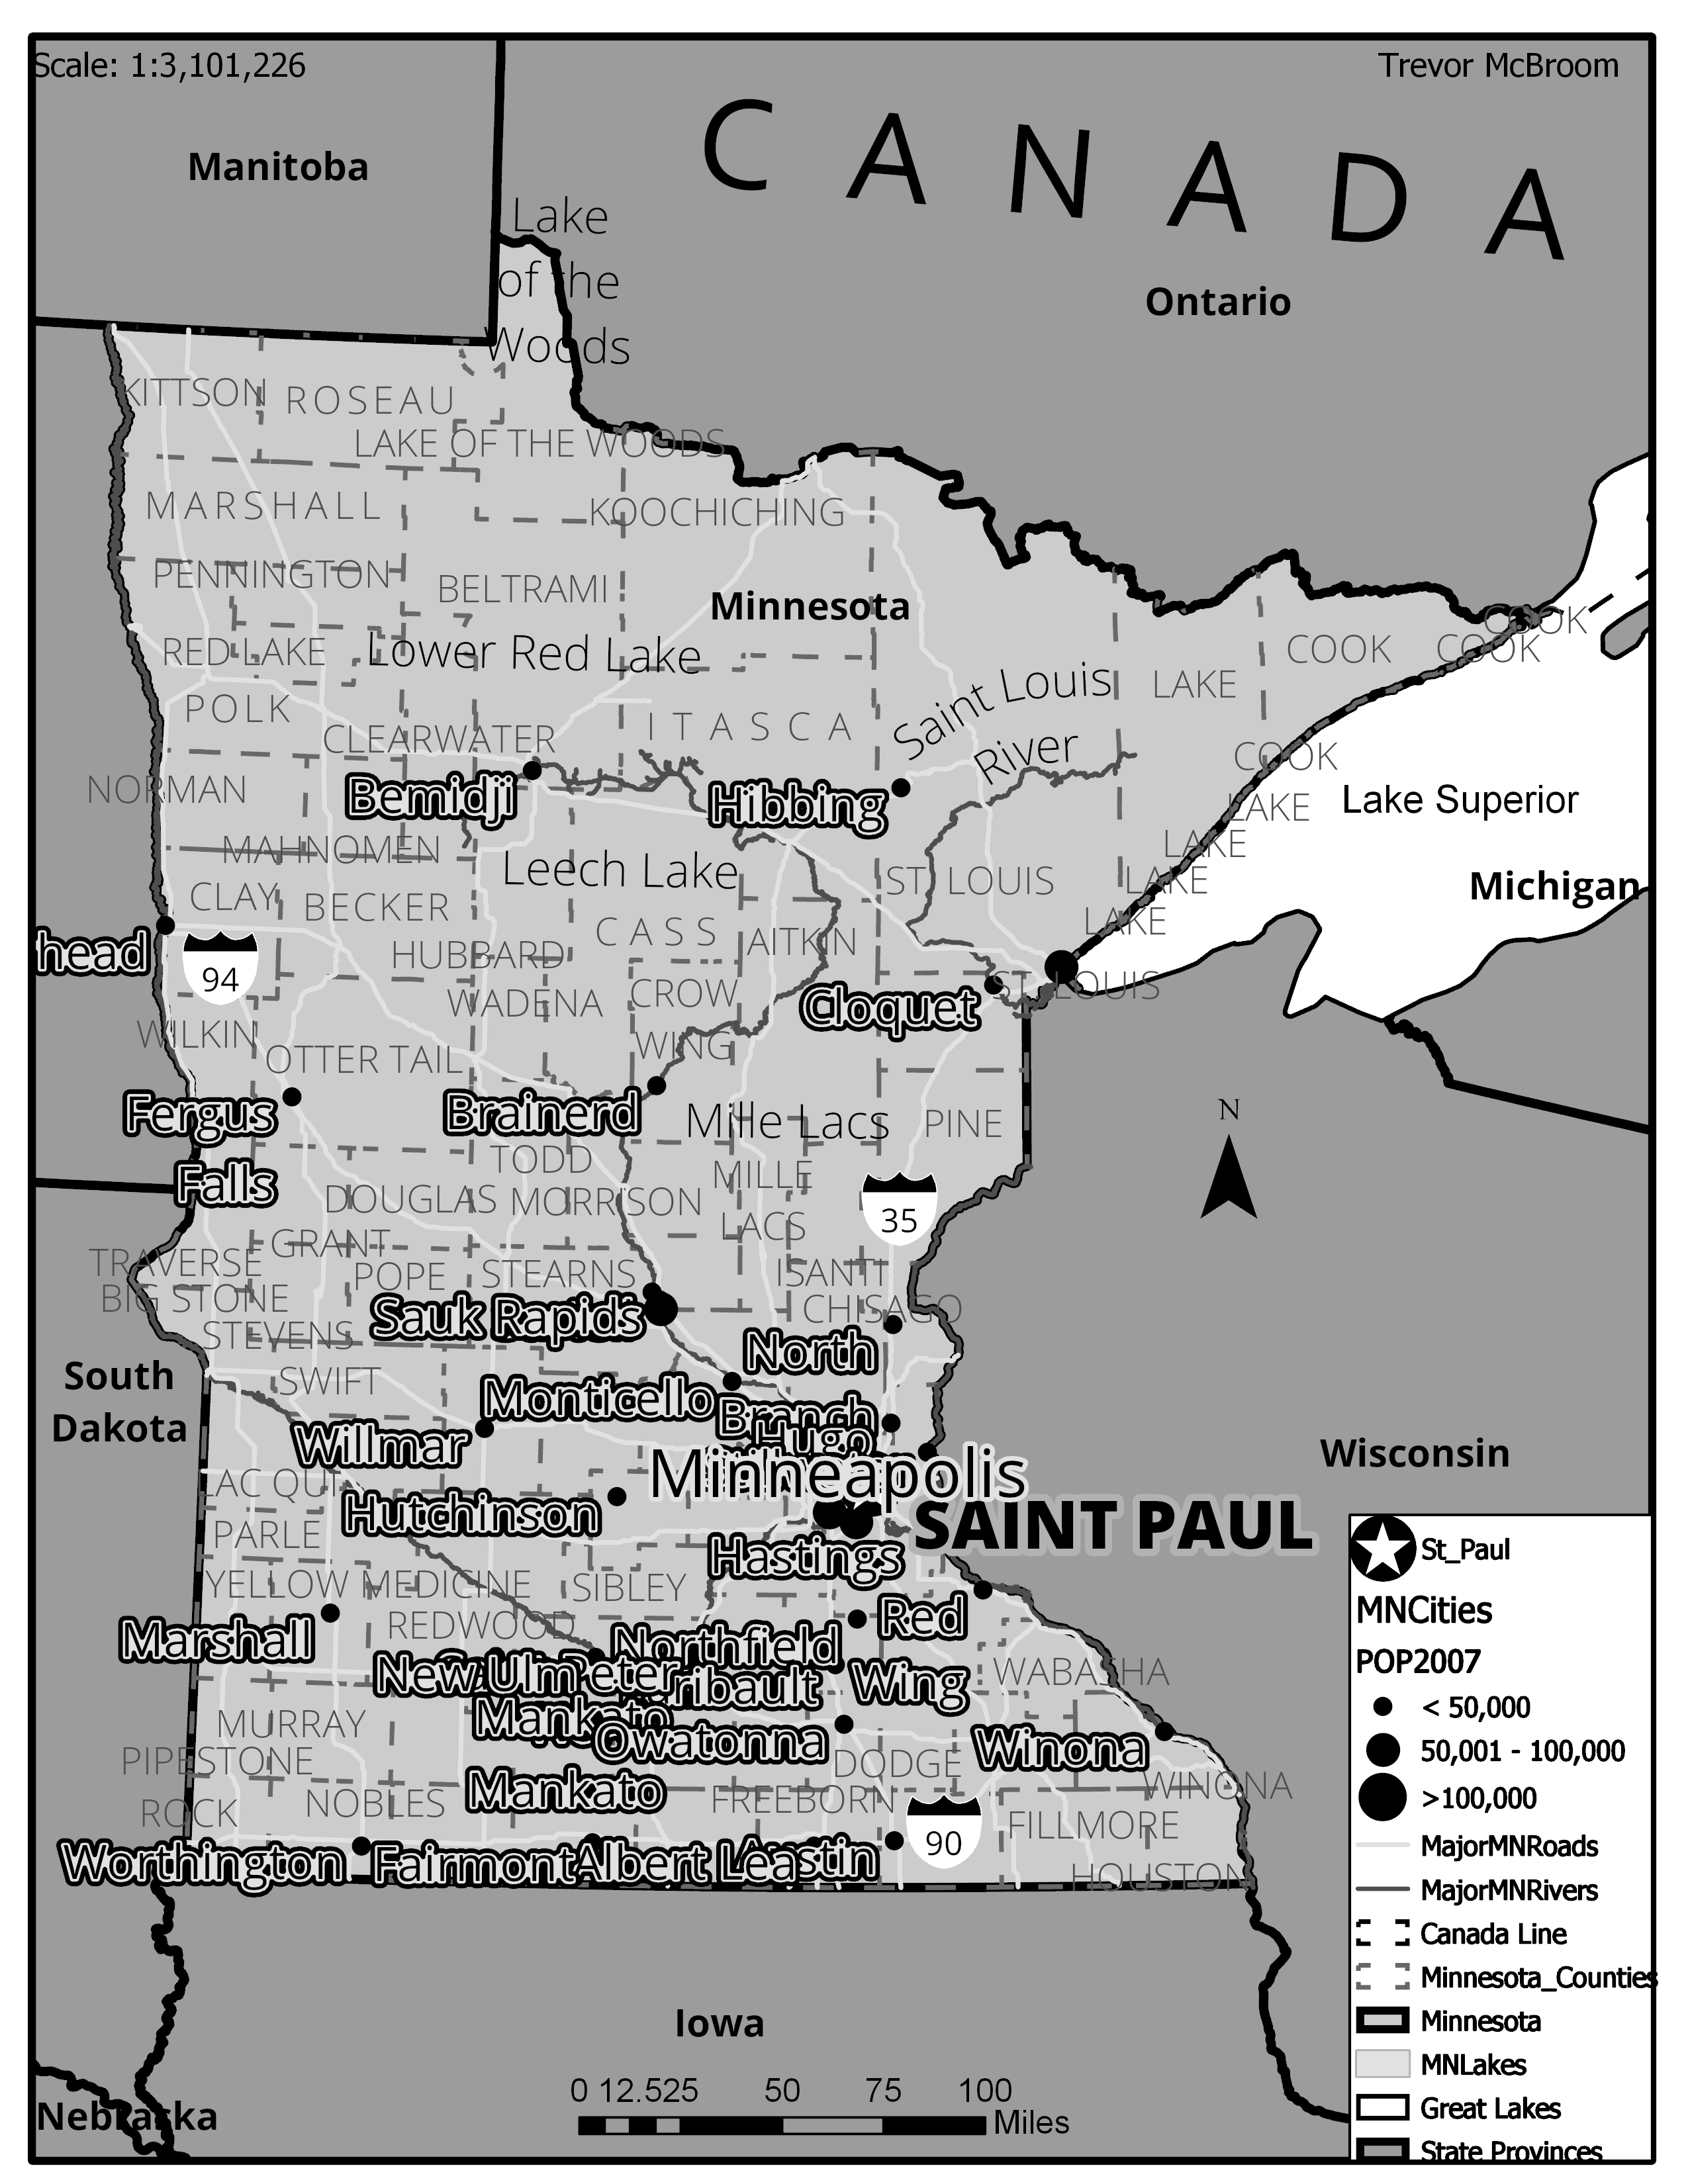 Scale: 1:3,101,226
Trevor McBroom
CANADA
Manitoba
Ontario
Lake
of the
Woods
KITTSON
ROSEAU
LAKE OF THE WOODS
MARSHALL
KOOCHICHING
PENNINGTON
BELTRAMI
Minnesota
COOK
RED LAKE
Lower Red Lake
COOK
COOK
Saint Louis
River
LAKE
POLK
ITASCA
CLEARWATER
COOK
NORMAN
Bemidji
Hibbing
LAKE
Lake Superior
MAHNOMEN
LAKE
Leech Lake
ST. LOUIS
LAKE
Michigan
CLAY
BECKER
LAKE
CASS
AITKIN
head
94
HUBBARD
CROW
WING
WADENA
Cloquet
ST. LOUIS
WILKIN
OTTER TAIL
Fergus
Falls
Brainerd
Mille Lacs
PINE
N
TODD
MILLE
LACS
DOUGLAS
MORRISON
35
GRANT
TRAVERSE
POPE
STEARNS
ISANTI
BIG STONE
CHISAGO
Sauk Rapids
STEVENS
North
Branch
South
Dakota
SWIFT
Monticello
Willmar
Hugo
Minneapolis
Wisconsin
LAC QUI
PARLE
Hutchinson
SAINT PAUL
Hastings
YELLOW MEDICINE
SIBLEY
Red
Wing
REDWOOD
Marshall
Northfield
New Ulm
Peter
ribault
WABASHA
Mankato
MURRAY
Owatonna
Winona
PIPESTONE
DODGE
Mankato
WINONA
ROCK
NOBLES
FREEBORN
90
FILLMORE
Worthington
Fairmont
Albert Lea
Austin
HOUSTON
Iowa
Nebraska
0 12.5 25 50 75 100
Miles
St_Paul
MNCities
POP2007
< 50,000
50,001 - 100,000
>100,000
MajorMNRoads
MajorMNRivers
Canada Line
Minnesota_Counties
Minnesota
MNLakes
Great Lakes
State Provinces